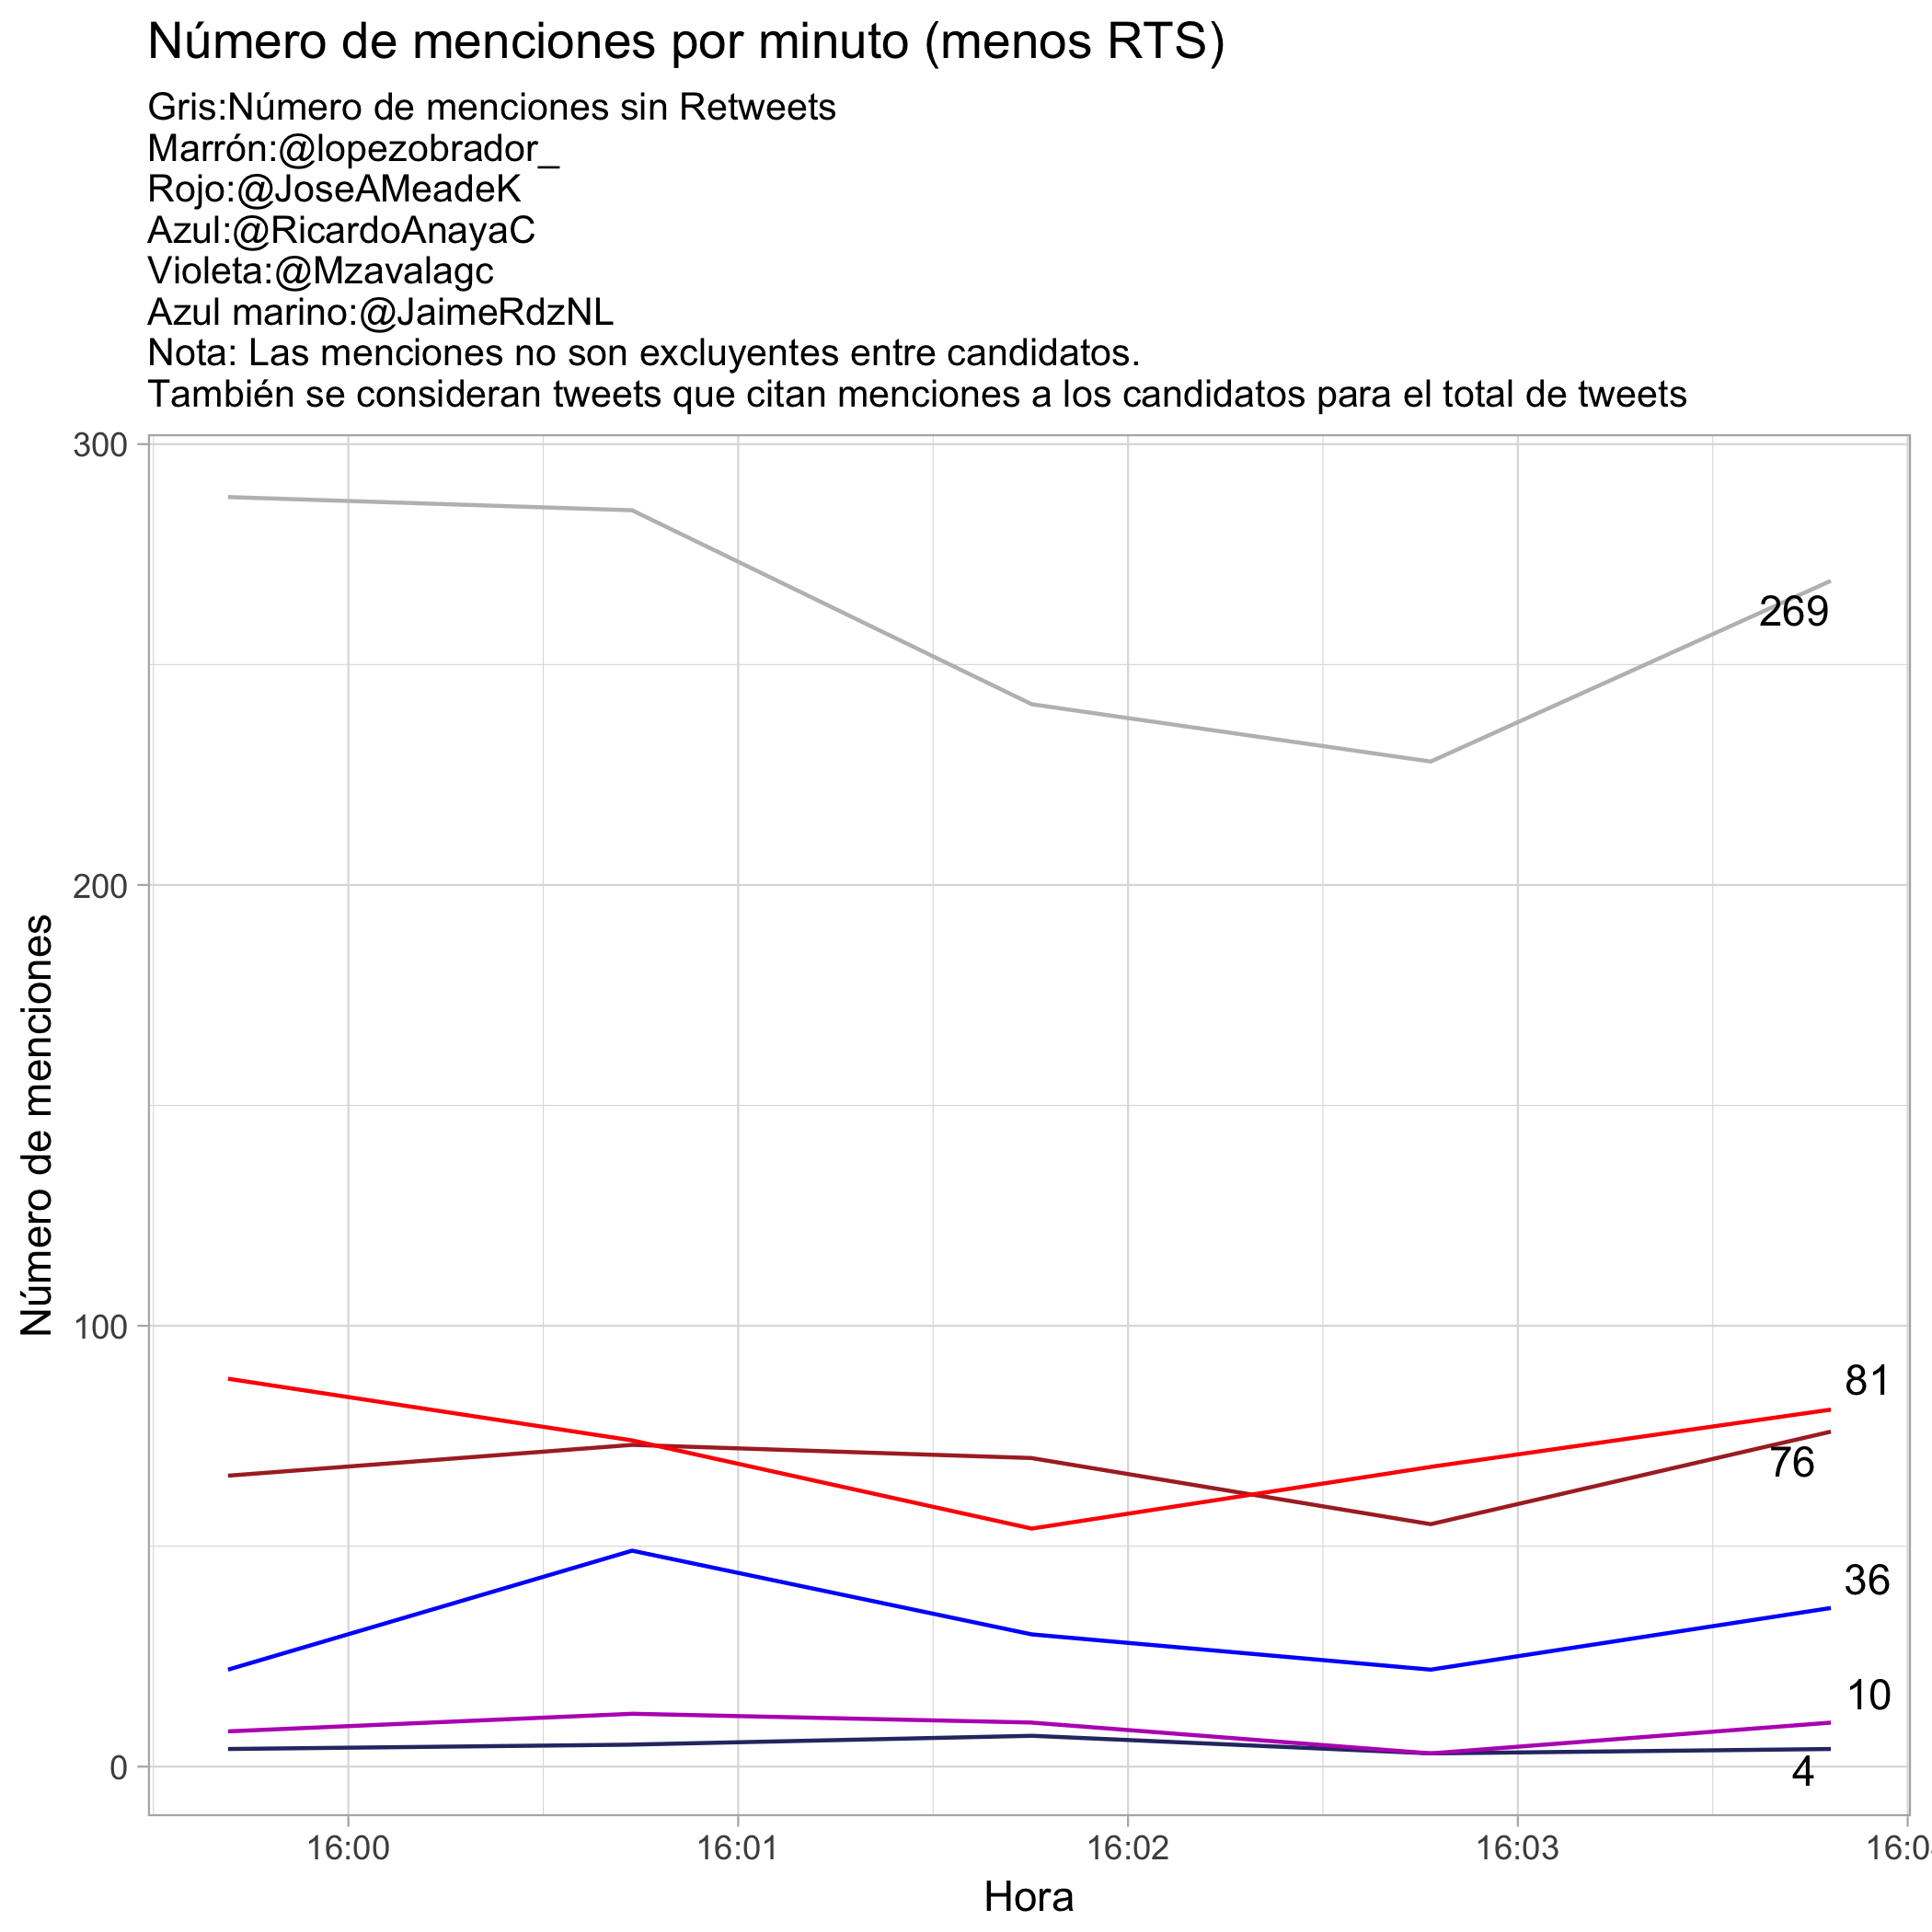 Número de menciones por minuto (menos RTS)
Gris:Número de menciones sin Retweets
Marrón:@lopezobrador_
Rojo:@JoseAMeadeK
Azul:@RicardoAnayaC
Violeta:@Mzavalagc
Azul marino:@JaimeRdzNL
Nota: Las menciones no son excluyentes entre candidatos.
También se consideran tweets que citan menciones a los candidatos para el total de tweets
300
269
200
Número de menciones
100
81
76
36
10
0
4
16:00 16:01 16:02 16:03
Hora